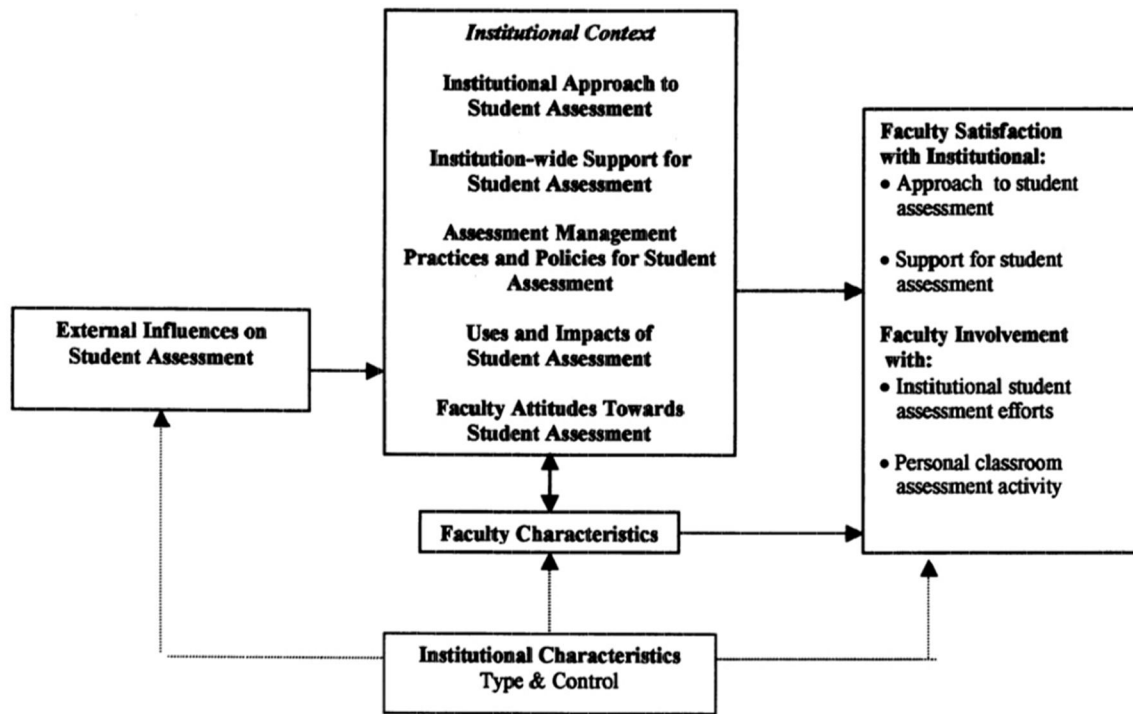 Institutional Context
Institutional Approach to
Student Assessment
Institution-wide Support for
Student Assessment
Assessment Management
Practices and Policies for Student
Assessment
Uses and Impacts of
Student Assessment
Faculty Attitudes Towards
Student Assessment
External Influences on
Student Assessment
Faculty Satisfaction
with Institutional:
• Approach to student
assessment
• Support for student
assessment
Faculty Involvement
with:
• Institutional student
assessment efforts
• Personal classroom
assessment activity
Faculty Characteristics
Institutional Characteristics
Type & Control